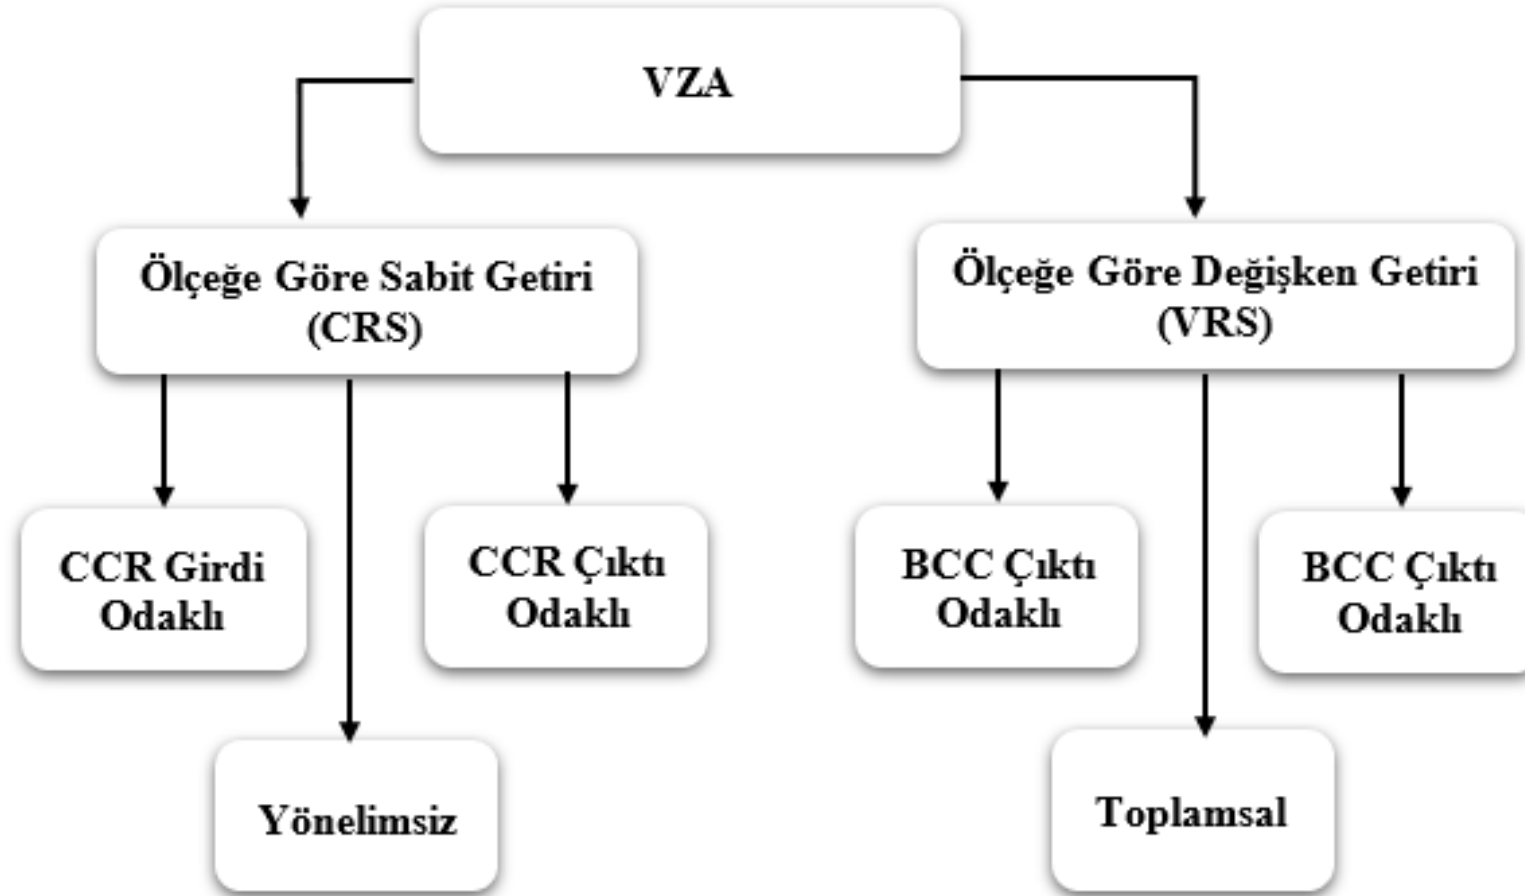 VZA
Ölçeğe Göre Sabit Getiri
(CRS)
Ölçeğe Göre Değişken Getiri
(VRS)
CCR Girdi
Odaklı
CCR Çıktı
Odaklı
BCC Çıktı
Odaklı
BCC Çıktı
Odaklı
Yönelimsiz
Toplamsal